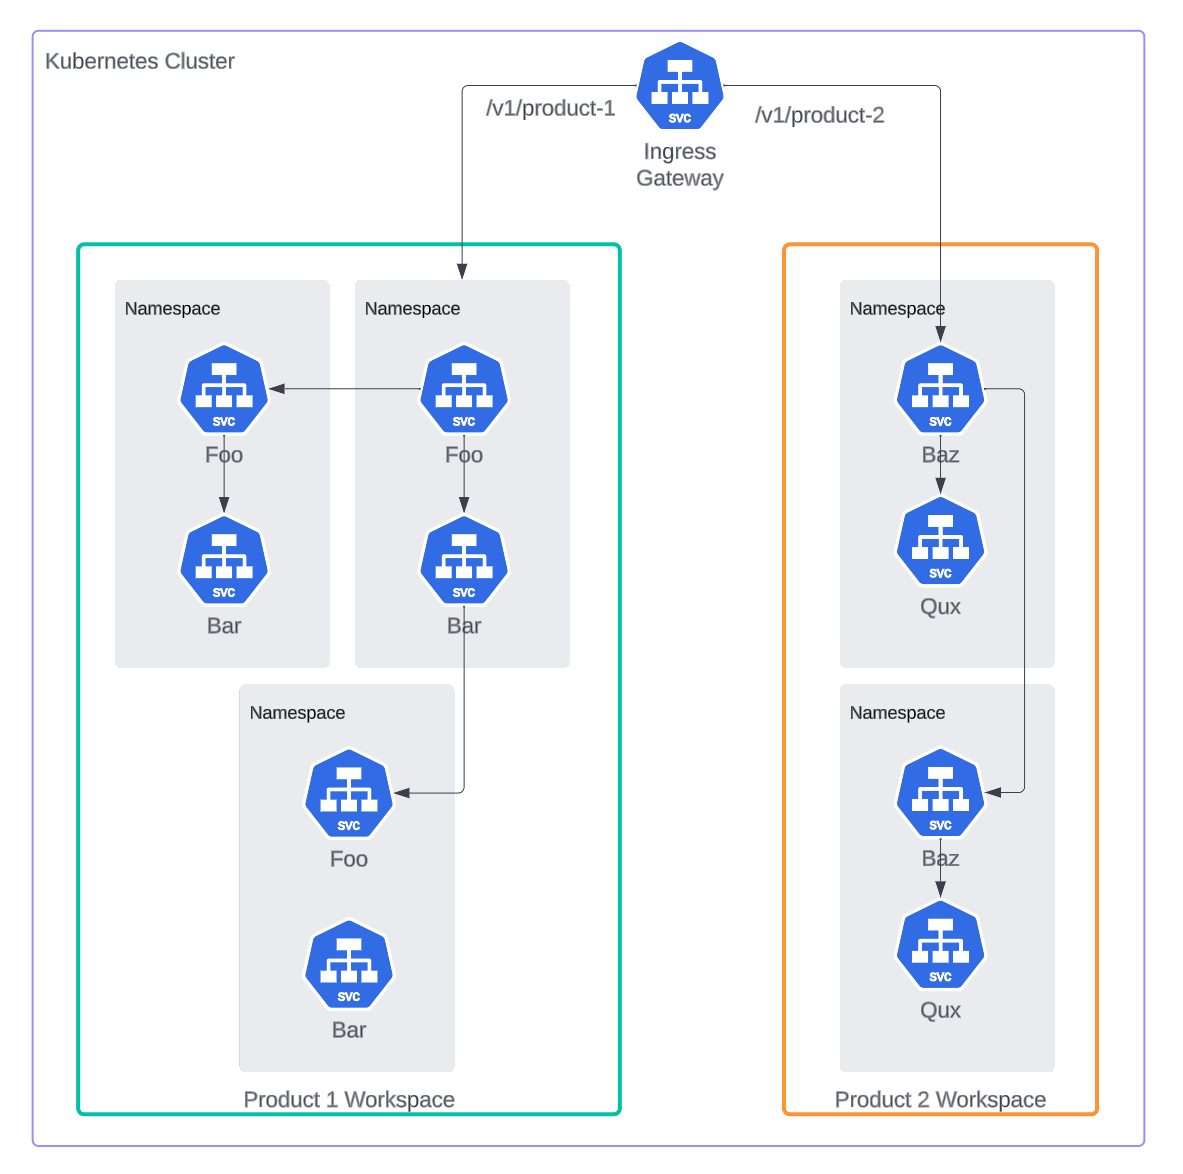 Kubernetes Cluster
svc
/v1/product-1
/v1/product-2
Ingress
Gateway
Namespace
Namespace
Namespace
svc
svc
svc
Foo
Foo
Baz
svc
svc
svc
Bar
Bar
Qux
Namespace
Namespace
svc
svc
Foo
Baz
svc
svc
Bar
Qux
Product 1 Workspace
Product 2 Workspace